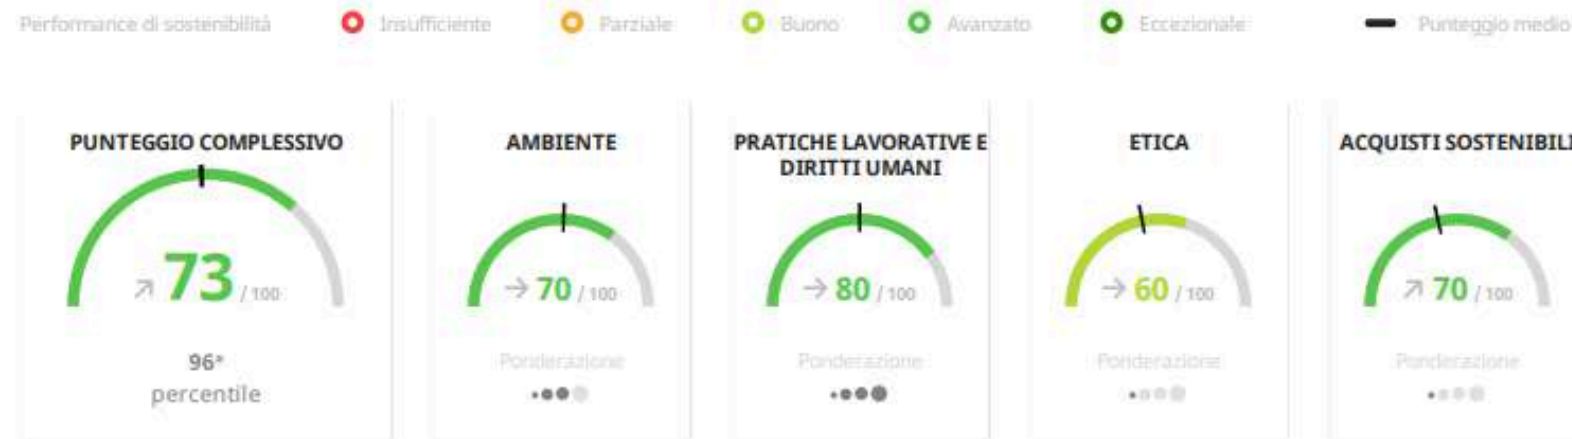 Performance di sostenibilità Insufficiente Parziale Buono Avanzato Eccezionale Punteggio medio
PUNTEGGIO COMPLESSIVO
73 / 100
96°
percentile
AMBIENTE
70 / 100
Ponderazione
PRATICHE LAVORATIVE E
DIRITTI UMANI
80 / 100
Ponderazione
ETICA
60 / 100
Ponderazione
ACQUISTI SOSTENIBILI
70 / 100
Ponderazione